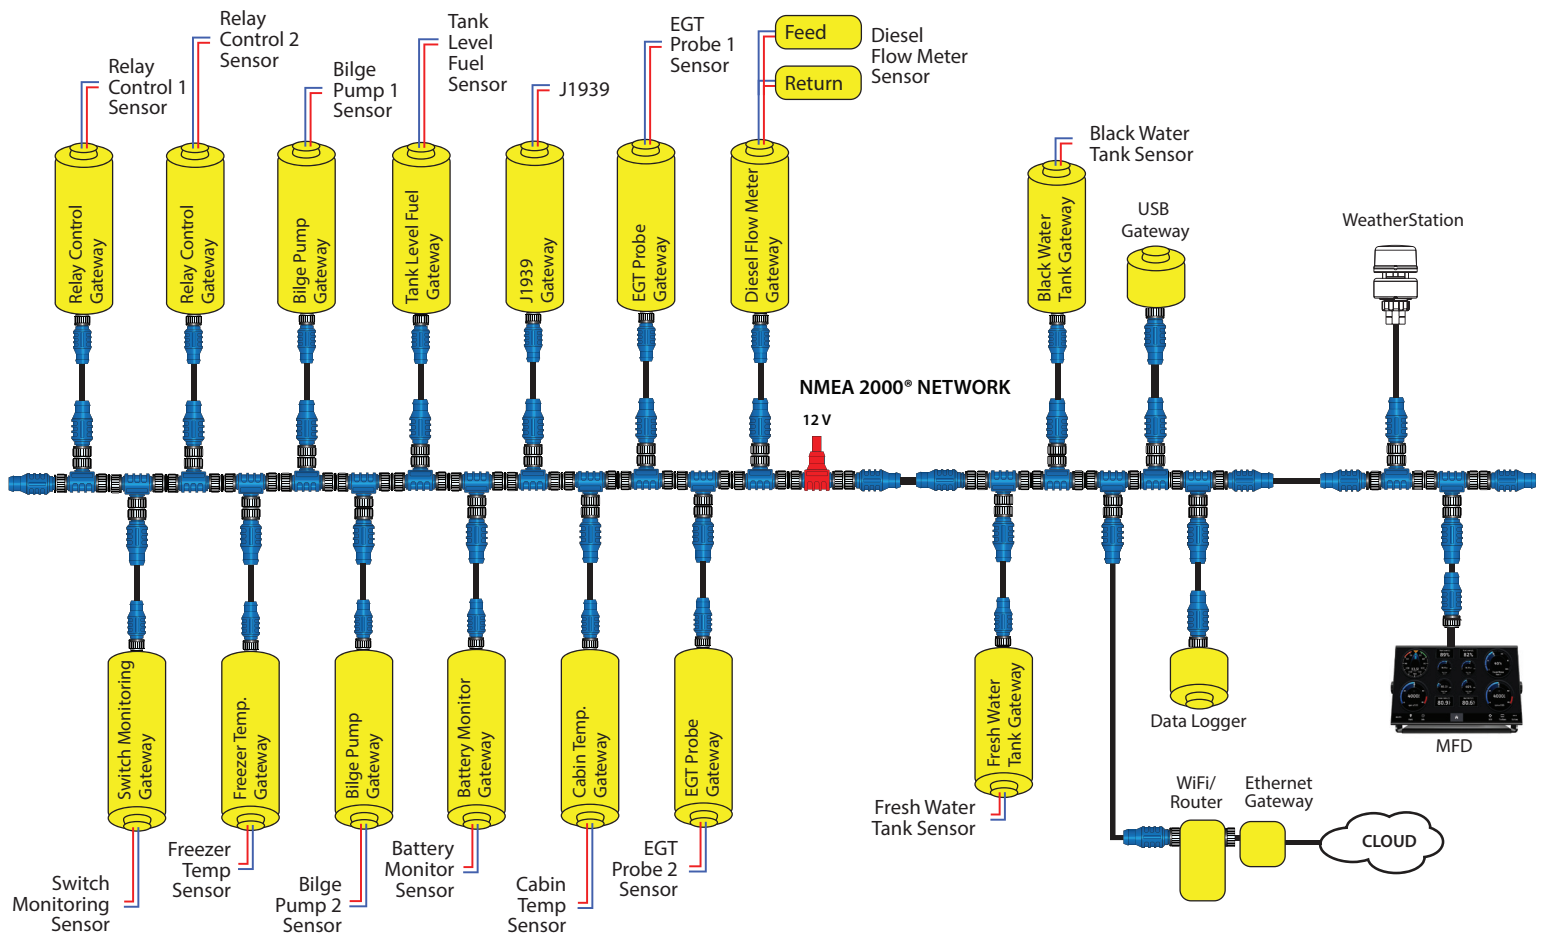 Relay
Control 1
Sensor
Relay
Control 2
Sensor
Bilge
Pump 1
Sensor
Tank
Level
Fuel
Sensor
J1939
EGT
Probe 1
Sensor
Feed
Return
Diesel
Flow Meter
Sensor
Black Water
Tank Sensor
USB
Gateway
WeatherStation
Relay Control
Gateway
Relay Control
Gateway
Bilge Pump
Gateway
Tank Level Fuel
Gateway
J1939
Gateway
EGT Probe
Gateway
Diesel Flow Meter
Gateway
Black Water
Tank Gateway
NMEA 2000® NETWORK
12 V
Switch Monitoring
Gateway
Freezer Temp.
Gateway
Bilge Pump
Gateway
Battery Monitor
Gateway
Cabin Temp.
Gateway
EGT Probe
Gateway
Fresh Water
Tank Gateway
Data Logger
MFD
89%
82%
80.9
80.6
Switch
Monitoring
Sensor
Freezer
Temp
Sensor
Bilge
Pump 2
Sensor
Battery
Monitor
Sensor
Cabin
Temp
Sensor
EGT
Probe 2
Sensor
Fresh Water
Tank Sensor
WiFi/
Router
Ethernet
Gateway
CLOUD